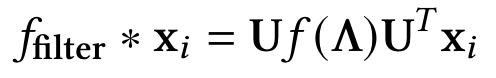 f_filter * x_i = U f(Λ) U^T x_i